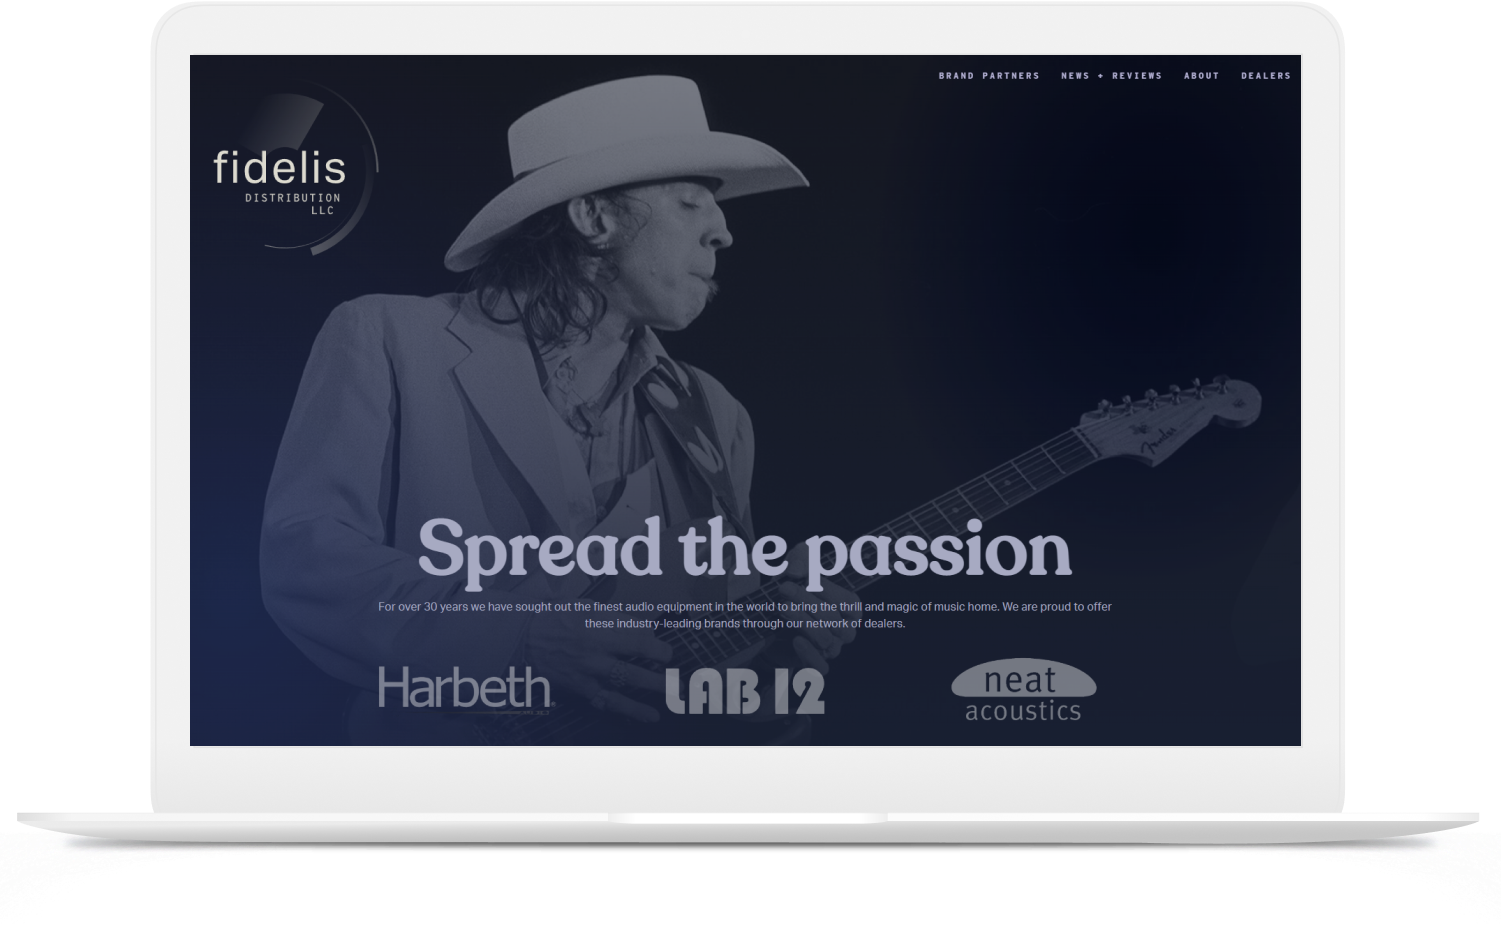 BRAND PARTNERS NEWS + REVIEWS ABOUT DEALERS
fidelis
DISTRIBUTION
LLC
Fender
Spread the passion
For over 30 years we have sought out the finest audio equipment in the world to bring the thrill and magic of music home. We are proud to offer
these industry-leading brands through our network of dealers.
Harbeth
LAB 12
neat
acoustics